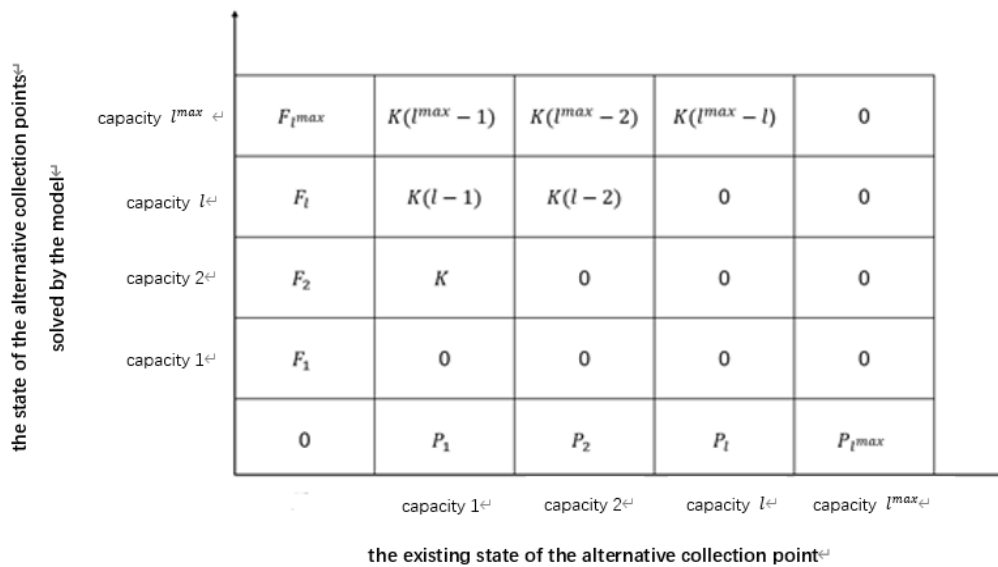 the state of the alternative collection points↵
solved by the model↵
capacity l^max ↵ F_l^max K(l^max − 1) K(l^max − 2) K(l^max − l) 0
capacity l↵ F_l K(l − 1) K(l − 2) 0 0
capacity 2↵ F_2 K 0 0 0
capacity 1↵ F_1 0 0 0 0
0 P_1 P_2 P_l P_l^max
capacity 1↵ capacity 2↵ capacity l↵ capacity l^max↵
the existing state of the alternative collection point↵